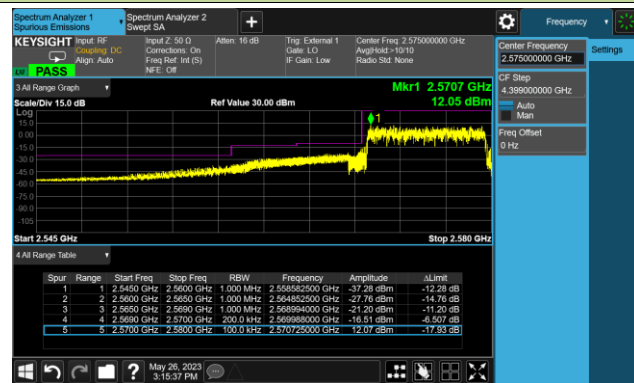 Spectrum Analyzer 1
Spurious Emissions
Spectrum Analyzer 2
Swept SA
+
Frequency
KEYSIGHT
Input: RF
Coupling: DC
Align: Auto
Input Z: 50 Ω
Corrections: On
Freq Ref: Int (S)
NFE: Off
Atten: 16 dB
Trig: External 1
Gate: LO
IF Gain: Low
Center Freq: 2.575000000 GHz
Avg|Hold:>10/10
Radio Std: None
PASS
Center Frequency
2.575000000 GHz
Settings
CF Step
4.399000000 GHz
Auto
Man
Freq Offset
0 Hz
3 All Range Graph
Scale/Div 15.0 dB
Ref Value 30.00 dBm
Mkr1 2.5707 GHz
12.05 dBm
Log
15.0
0.00
-15.0
-30.0
-45.0
-60.0
-75.0
-90.0
-105
1
Start 2.545 GHz
Stop 2.580 GHz
4 All Range Table
Spur Range Start Freq Stop Freq RBW Frequency Amplitude ΔLimit
1 1 2.5450 GHz 2.5600 GHz 1.000 MHz 2.558582500 GHz -37.28 dBm -12.28 dB
2 2 2.5600 GHz 2.5650 GHz 1.000 MHz 2.564852500 GHz -27.76 dBm -14.76 dB
3 3 2.5650 GHz 2.5690 GHz 1.000 MHz 2.568994000 GHz -21.20 dBm -11.20 dB
4 4 2.5690 GHz 2.5700 GHz 200.0 kHz 2.569988000 GHz -16.51 dBm -6.507 dB
5 5 2.5700 GHz 2.5800 GHz 100.0 kHz 2.570725000 GHz 12.07 dBm -17.93 dB
?
May 26, 2023
3:15:37 PM